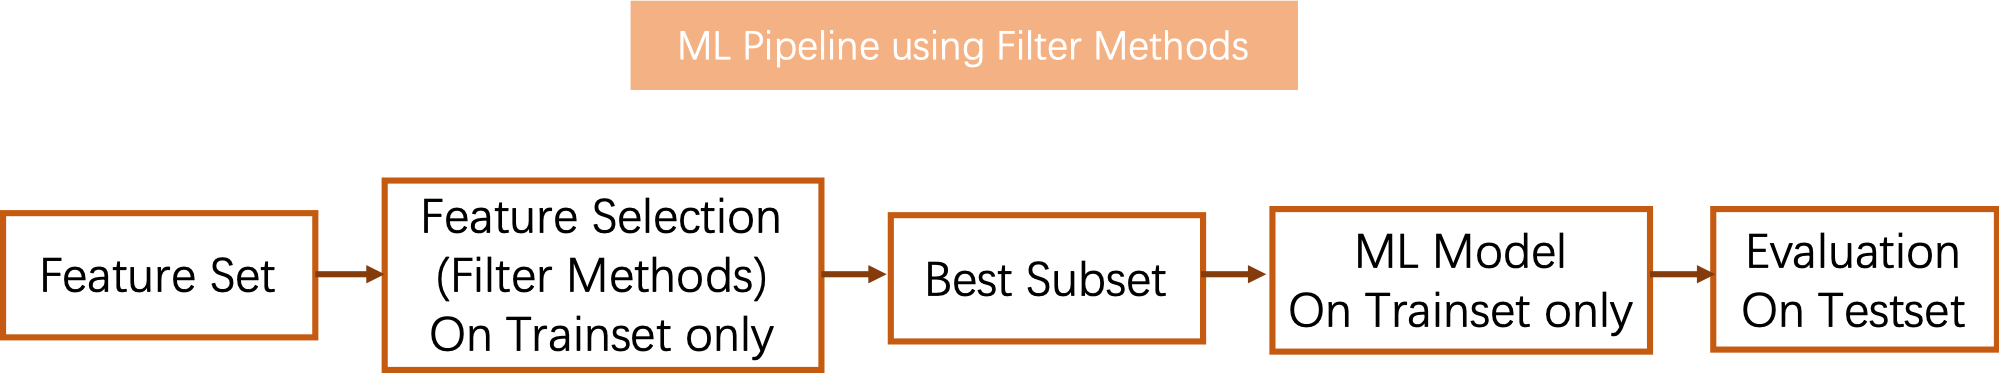 ML Pipeline using Filter Methods
Feature Set
Feature Selection
(Filter Methods)
On Trainset only
Best Subset
ML Model
On Trainset only
Evaluation
On Testset